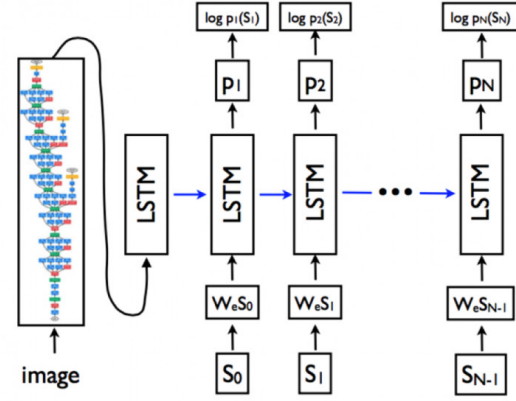 log p₁(S₁) log p₂(S₂) log pN(SN)
p₁ p₂ pN
LSTM LSTM LSTM LSTM
WeS₀ WeS₁ WeSN-1
image S₀ S₁ SN-1